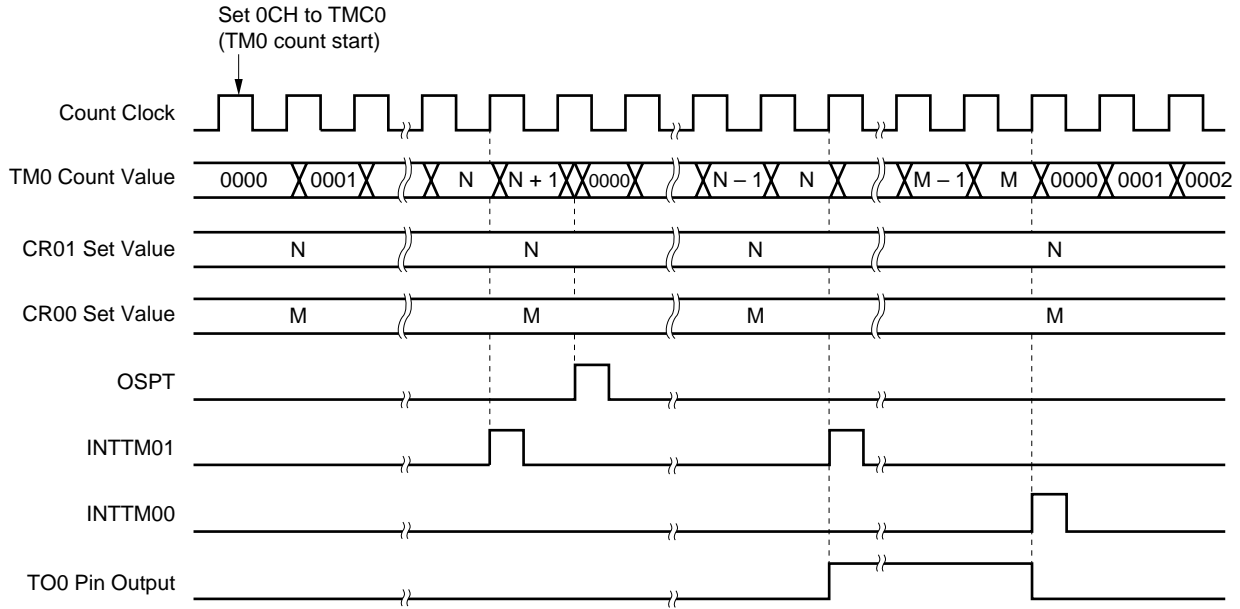 Set 0CH to TMC0
(TM0 count start)
Count Clock
TM0 Count Value 0000 0001 N N + 1 0000 N – 1 N M – 1 M 0000 0001 0002
CR01 Set Value N N N N
CR00 Set Value M M M M
OSPT
INTTM01
INTTM00
TO0 Pin Output